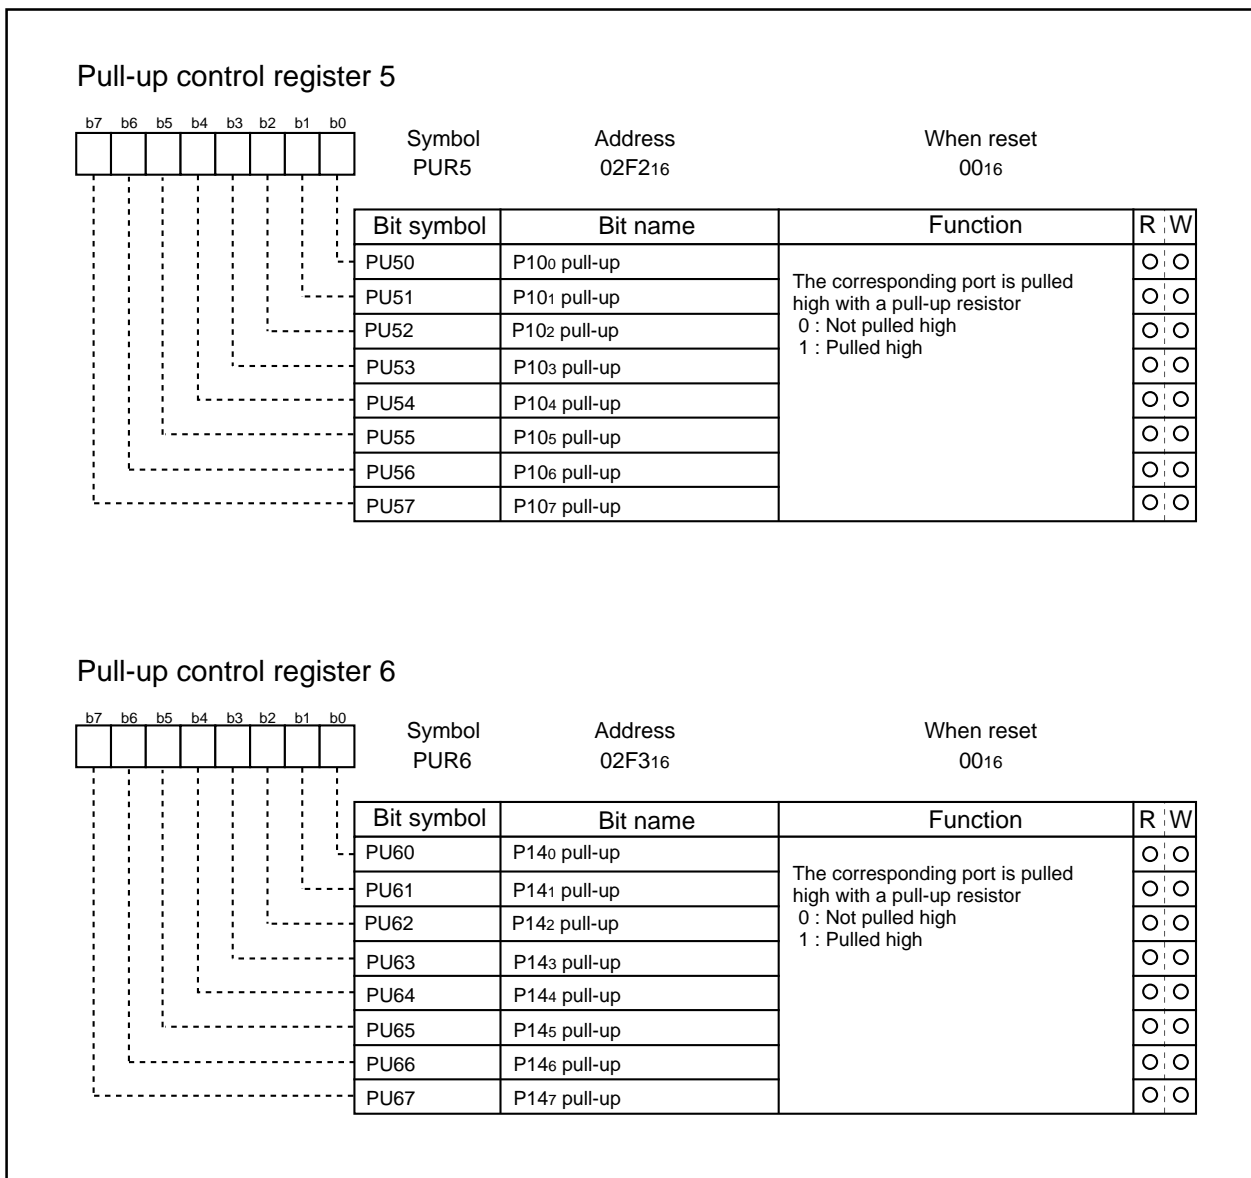 Pull-up control register 5
b7 b6 b5 b4 b3 b2 b1 b0
Symbol Address When reset
PUR5 02F216 0016
Bit symbol Bit name Function R W
PU50 P100 pull-up
PU51 P101 pull-up
PU52 P102 pull-up
PU53 P103 pull-up
PU54 P104 pull-up
PU55 P105 pull-up
PU56 P106 pull-up
PU57 P107 pull-up
The corresponding port is pulled
high with a pull-up resistor
0 : Not pulled high
1 : Pulled high
Pull-up control register 6
b7 b6 b5 b4 b3 b2 b1 b0
Symbol Address When reset
PUR6 02F316 0016
Bit symbol Bit name Function R W
PU60 P140 pull-up
PU61 P141 pull-up
PU62 P142 pull-up
PU63 P143 pull-up
PU64 P144 pull-up
PU65 P145 pull-up
PU66 P146 pull-up
PU67 P147 pull-up
The corresponding port is pulled
high with a pull-up resistor
0 : Not pulled high
1 : Pulled high